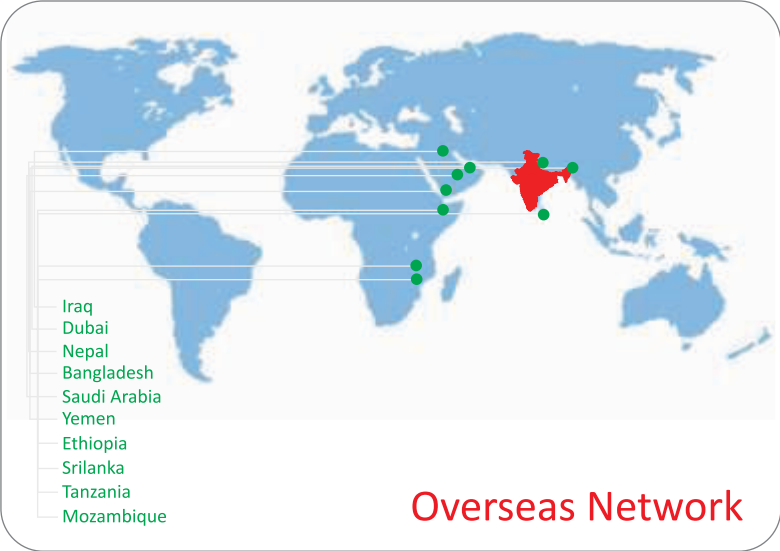 Iraq
Dubai
Nepal
Bangladesh
Saudi Arabia
Yemen
Ethiopia
Srilanka
Tanzania
Mozambique
Overseas Network